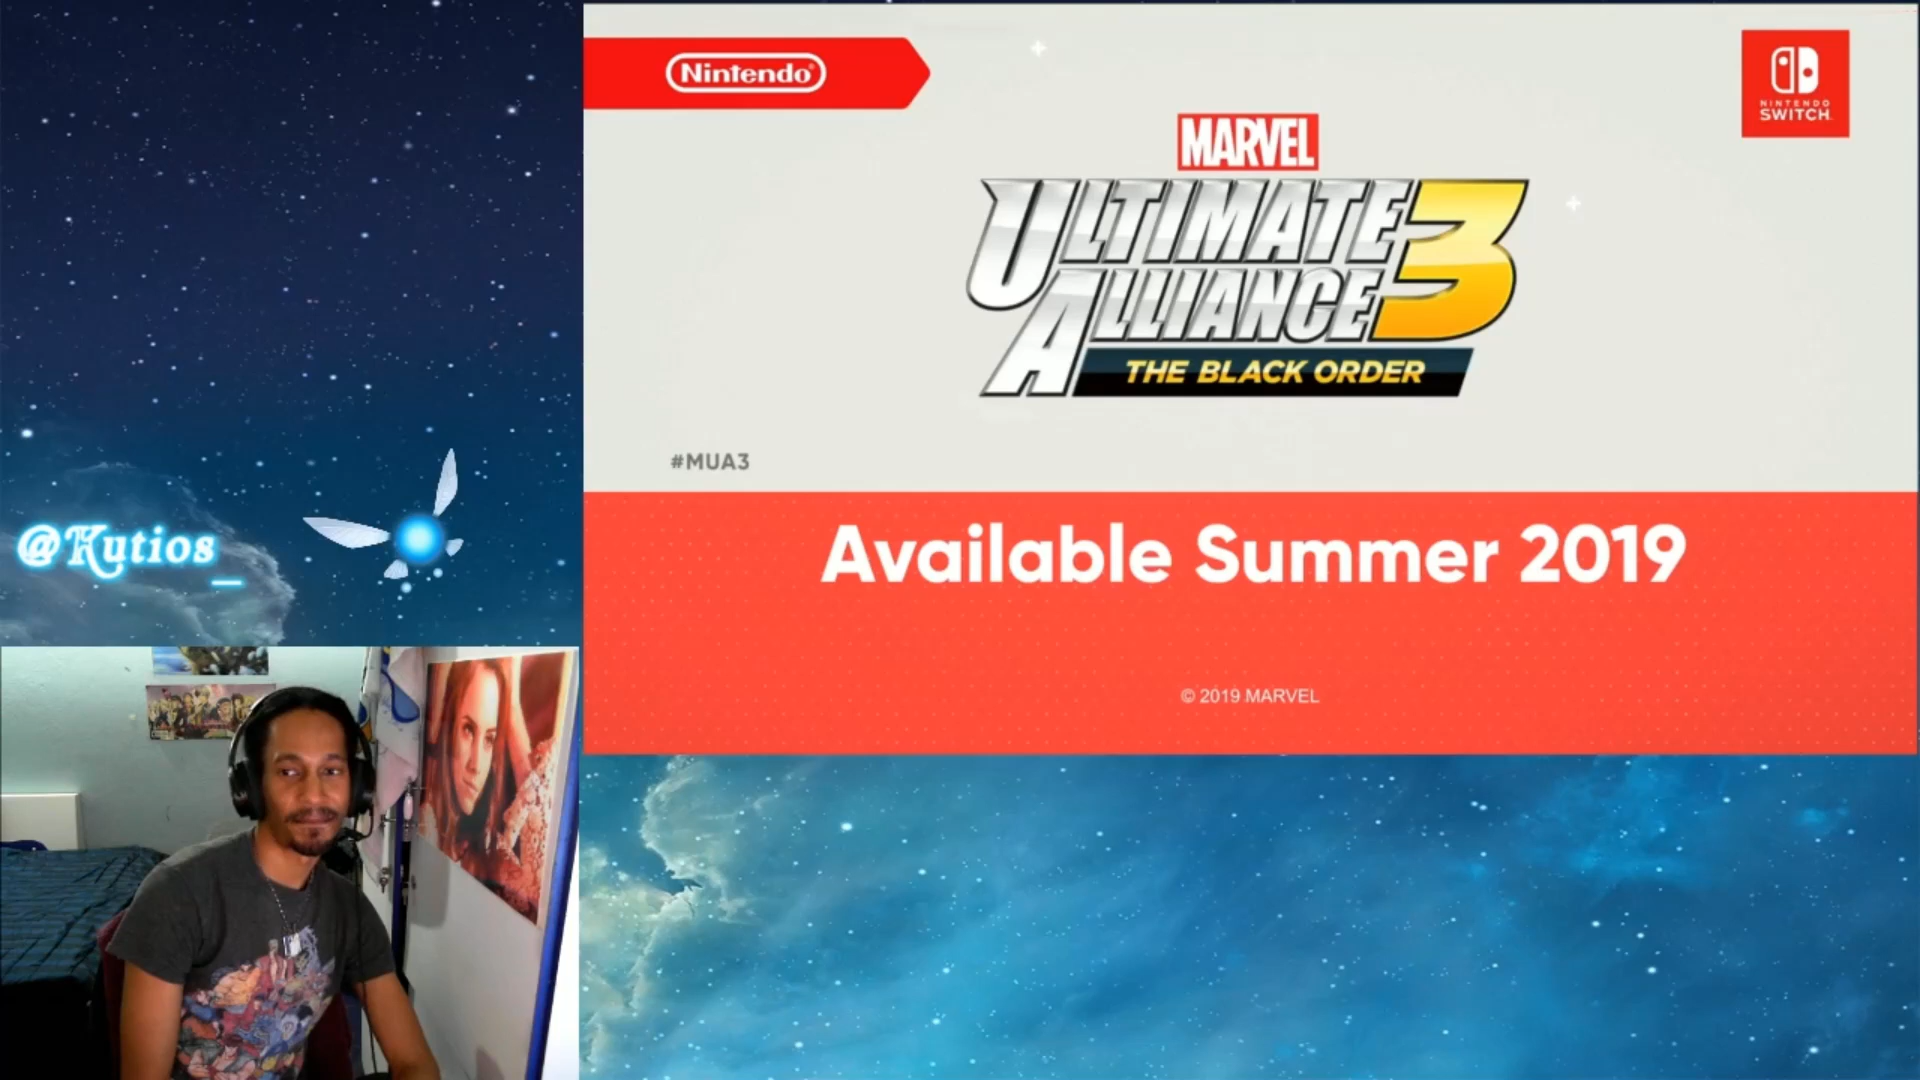 Nintendo
NINTENDO
SWITCH
MARVEL
ULTIMATE
ALLIANCE 3
THE BLACK ORDER
#MUA3
@Kutios_
Available Summer 2019
© 2019 MARVEL